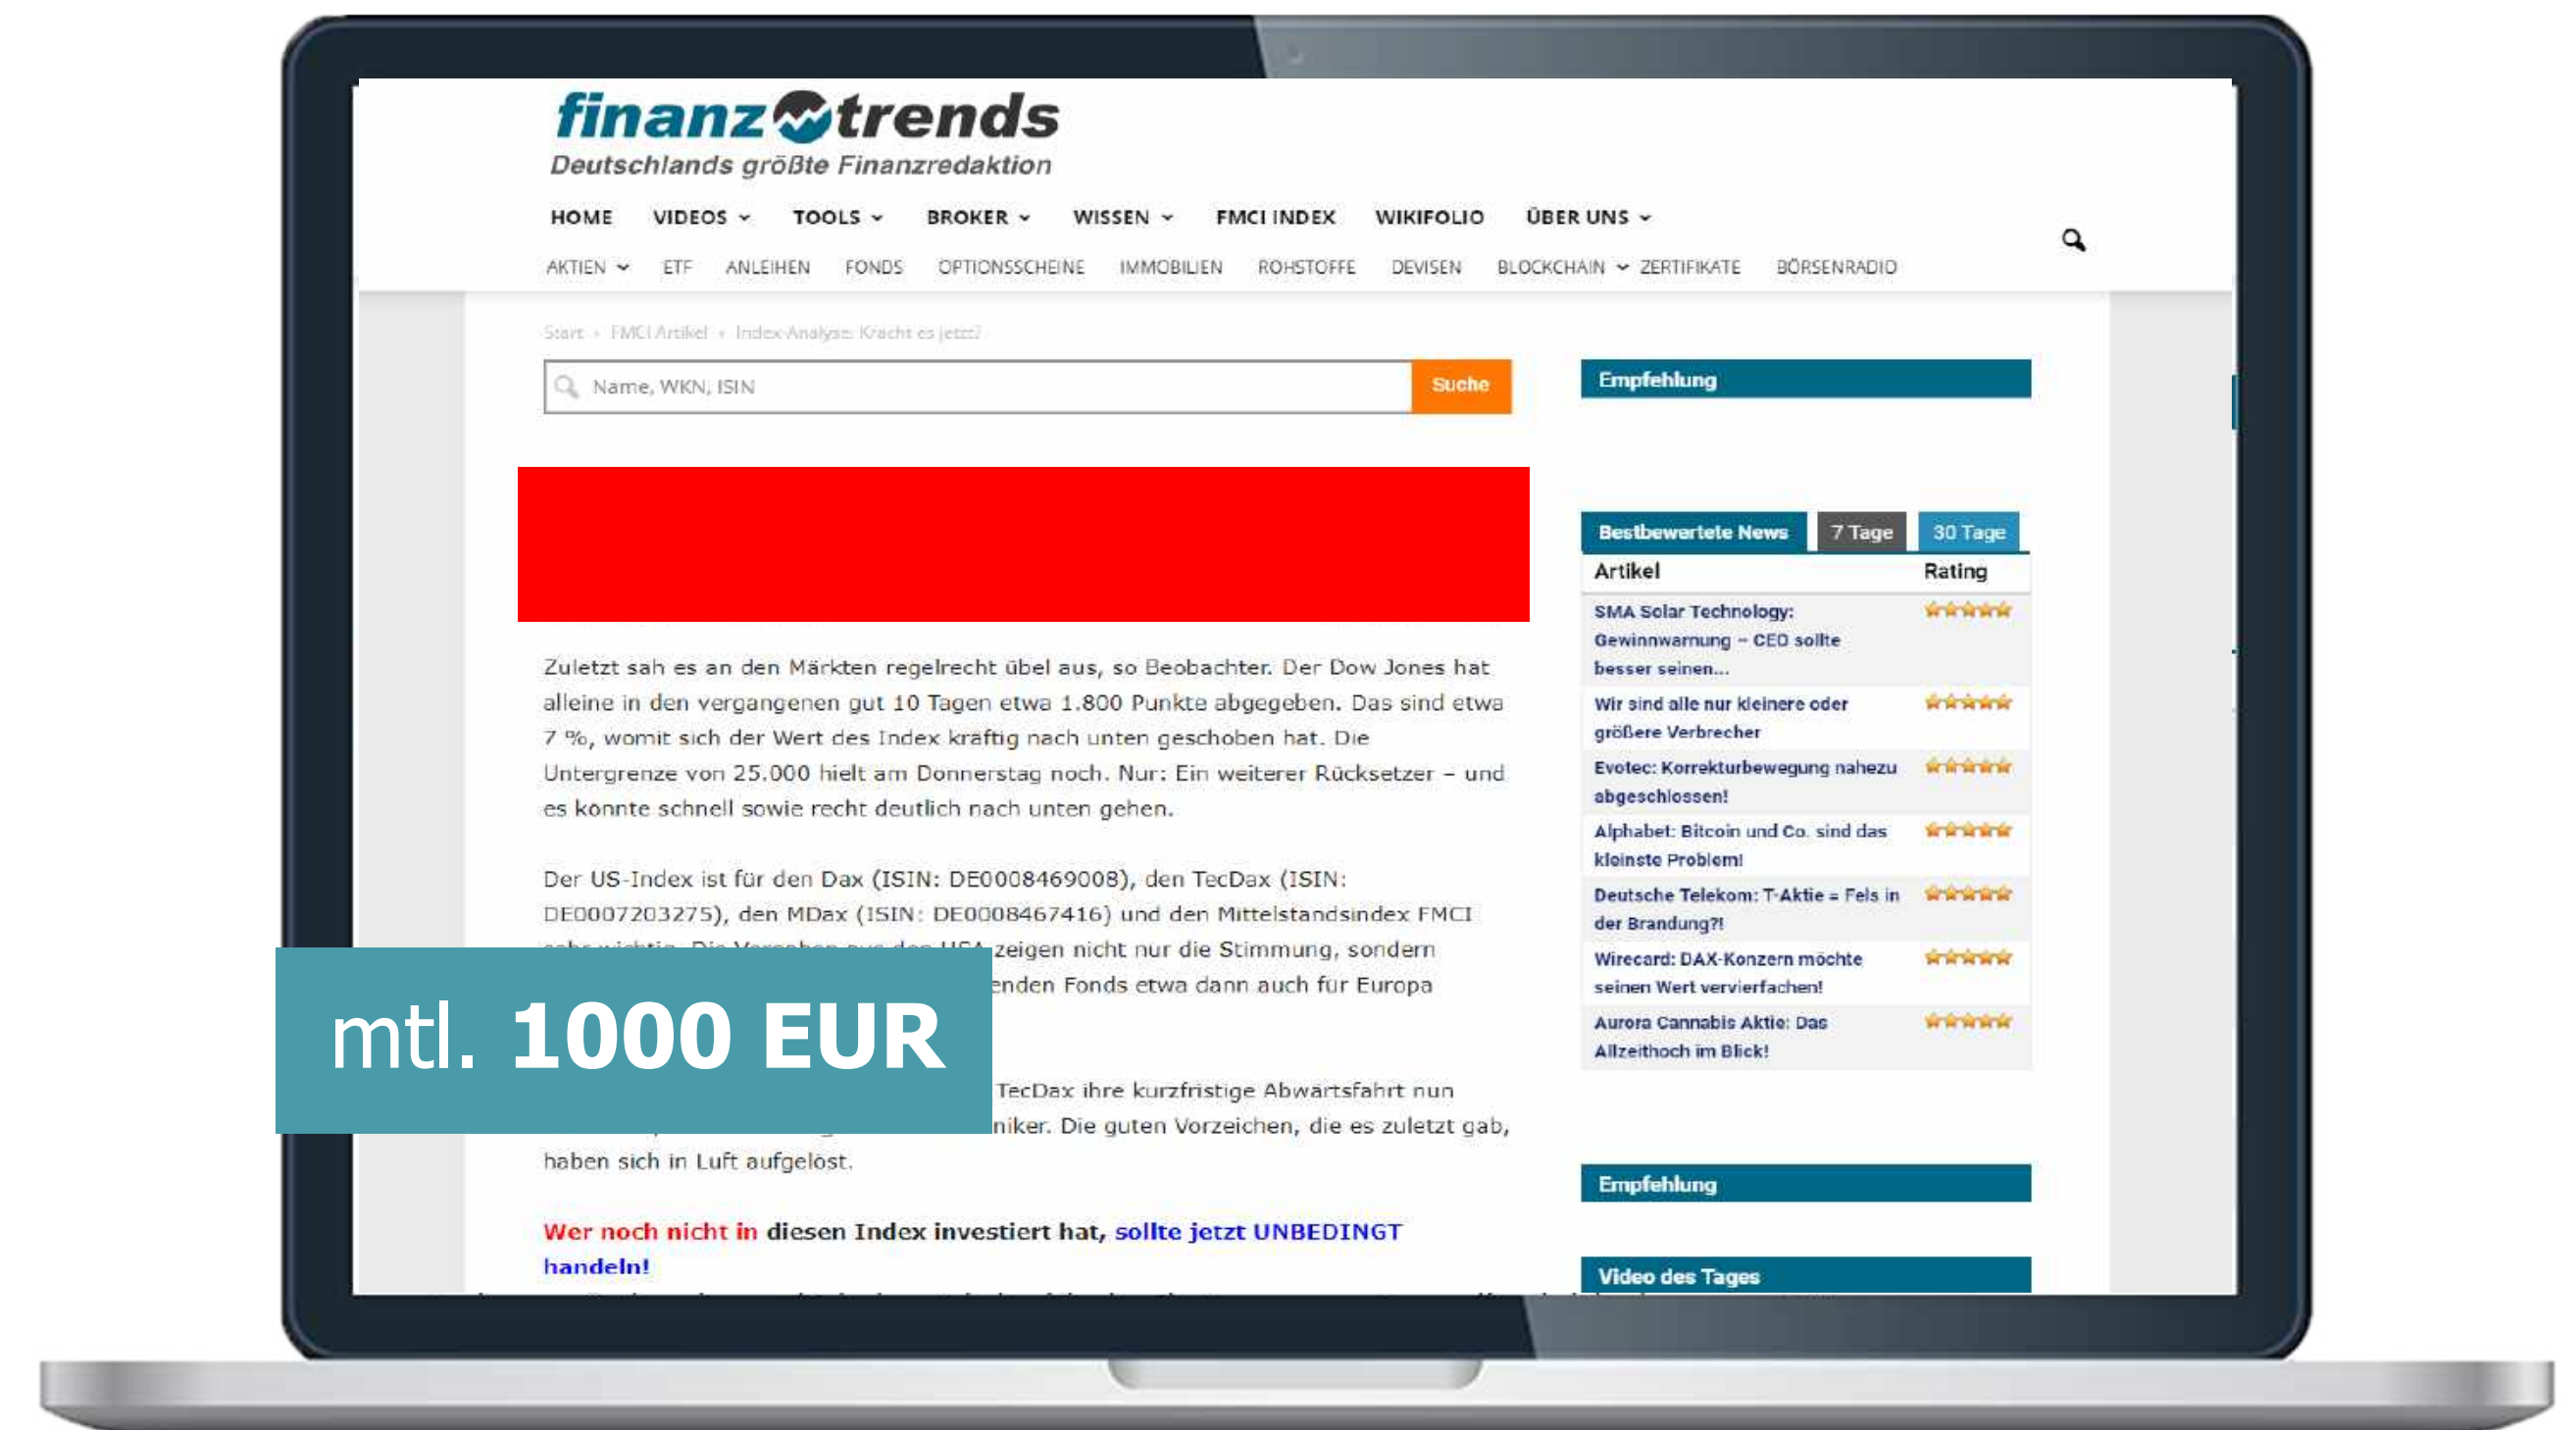 finanz trends
Deutschlands größte Finanzredaktion
HOME VIDEOS TOOLS BROKER WISSEN FMCI INDEX WIKIFOLIO ÜBER UNS
AKTIEN ETF ANLEIHEN FONDS OPTIONSSCHEINE IMMOBILIEN ROHSTOFFE DEVISEN BLOCKCHAIN ZERTIFIKATE BÖRSENRADIO
Start › FMCI Artikel › Index-Analyse: Kracht es jetzt?
Name, WKN, ISIN
Suche
Zuletzt sah es an den Märkten regelrecht übel aus, so Beobachter. Der Dow Jones hat
alleine in den vergangenen gut 10 Tagen etwa 1.800 Punkte abgegeben. Das sind etwa
7 %, womit sich der Wert des Index kräftig nach unten geschoben hat. Die
Untergrenze von 25.000 hielt am Donnerstag noch. Nur: Ein weiterer Rücksetzer – und
es könnte schnell sowie recht deutlich nach unten gehen.
Der US-Index ist für den Dax (ISIN: DE0008469008), den TecDax (ISIN:
DE0007203275), den MDax (ISIN: DE0008467416) und den Mittelstandsindex FMCI
zeigen nicht nur die Stimmung, sondern
enden Fonds etwa dann auch für Europa
mtl. 1000 EUR
TecDax ihre kurzfristige Abwärtsfahrt nun
niker. Die guten Vorzeichen, die es zuletzt gab,
haben sich in Luft aufgelöst.
Wer noch nicht in diesen Index investiert hat, sollte jetzt UNBEDINGT
handeln!
Empfehlung
Bestbewertete News 7 Tage 30 Tage
Artikel Rating
SMA Solar Technology:
Gewinnwarnung – CEO sollte
besser seinen...
Wir sind alle nur kleinere oder
größere Verbrecher
Evotec: Korrekturbewegung nahezu
abgeschlossen!
Alphabet: Bitcoin und Co. sind das
kleinste Problem!
Deutsche Telekom: T-Aktie = Fels in
der Brandung?!
Wirecard: DAX-Konzern möchte
seinen Wert vervierfachen!
Aurora Cannabis Aktie: Das
Allzeithoch im Blick!
Empfehlung
Video des Tages